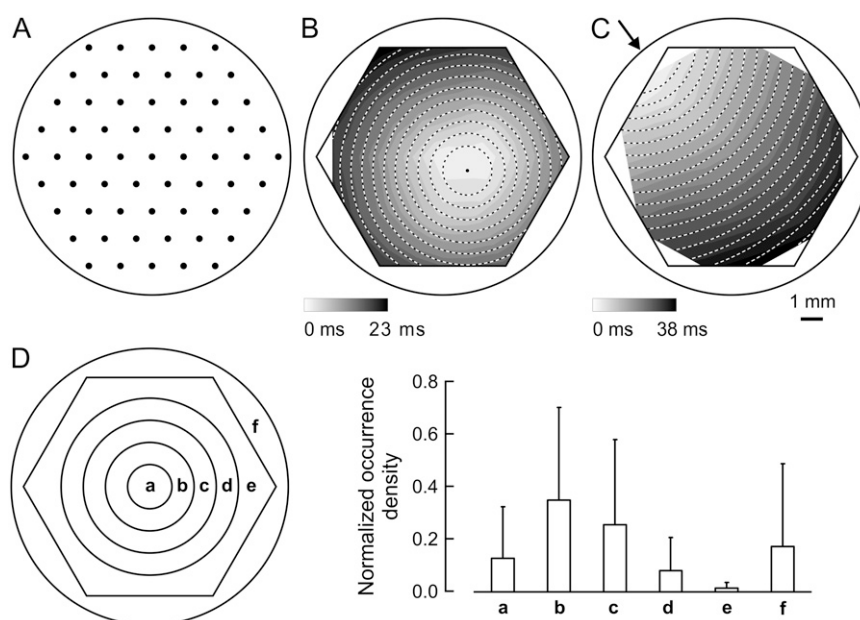 A
B
C
0 ms 23 ms
0 ms 38 ms
1 mm
D
a b c d e
f
Normalized occurrence
density
0.8
0.6
0.4
0.2
0.0
a b c d e f